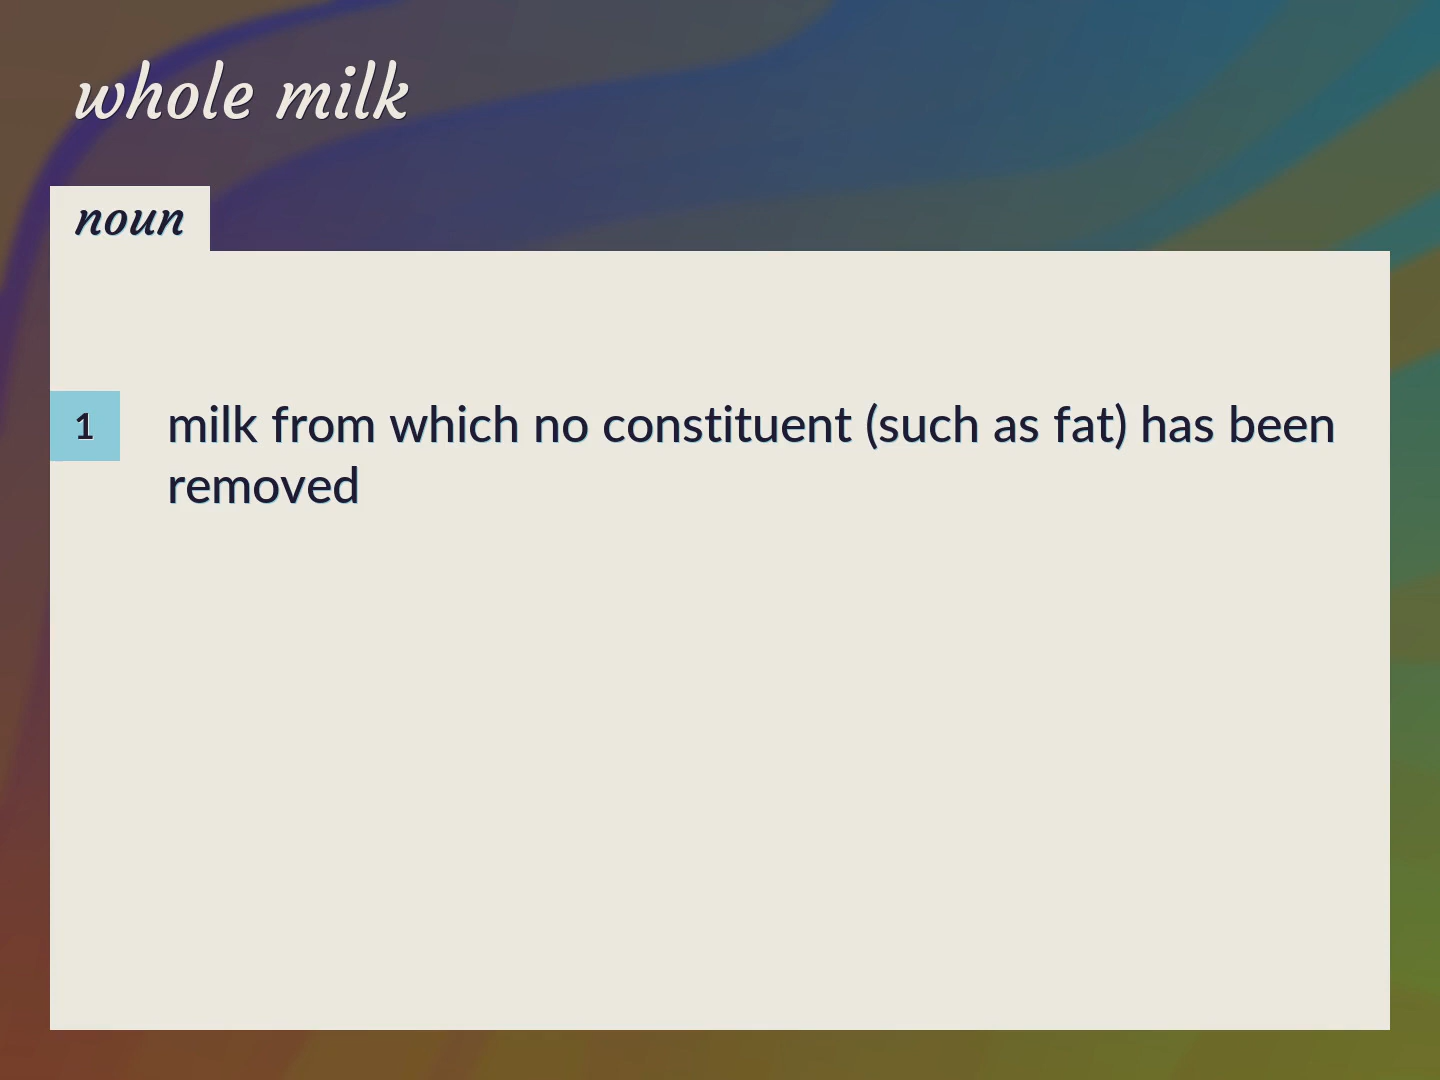 whole milk
noun
1 milk from which no constituent (such as fat) has been
removed